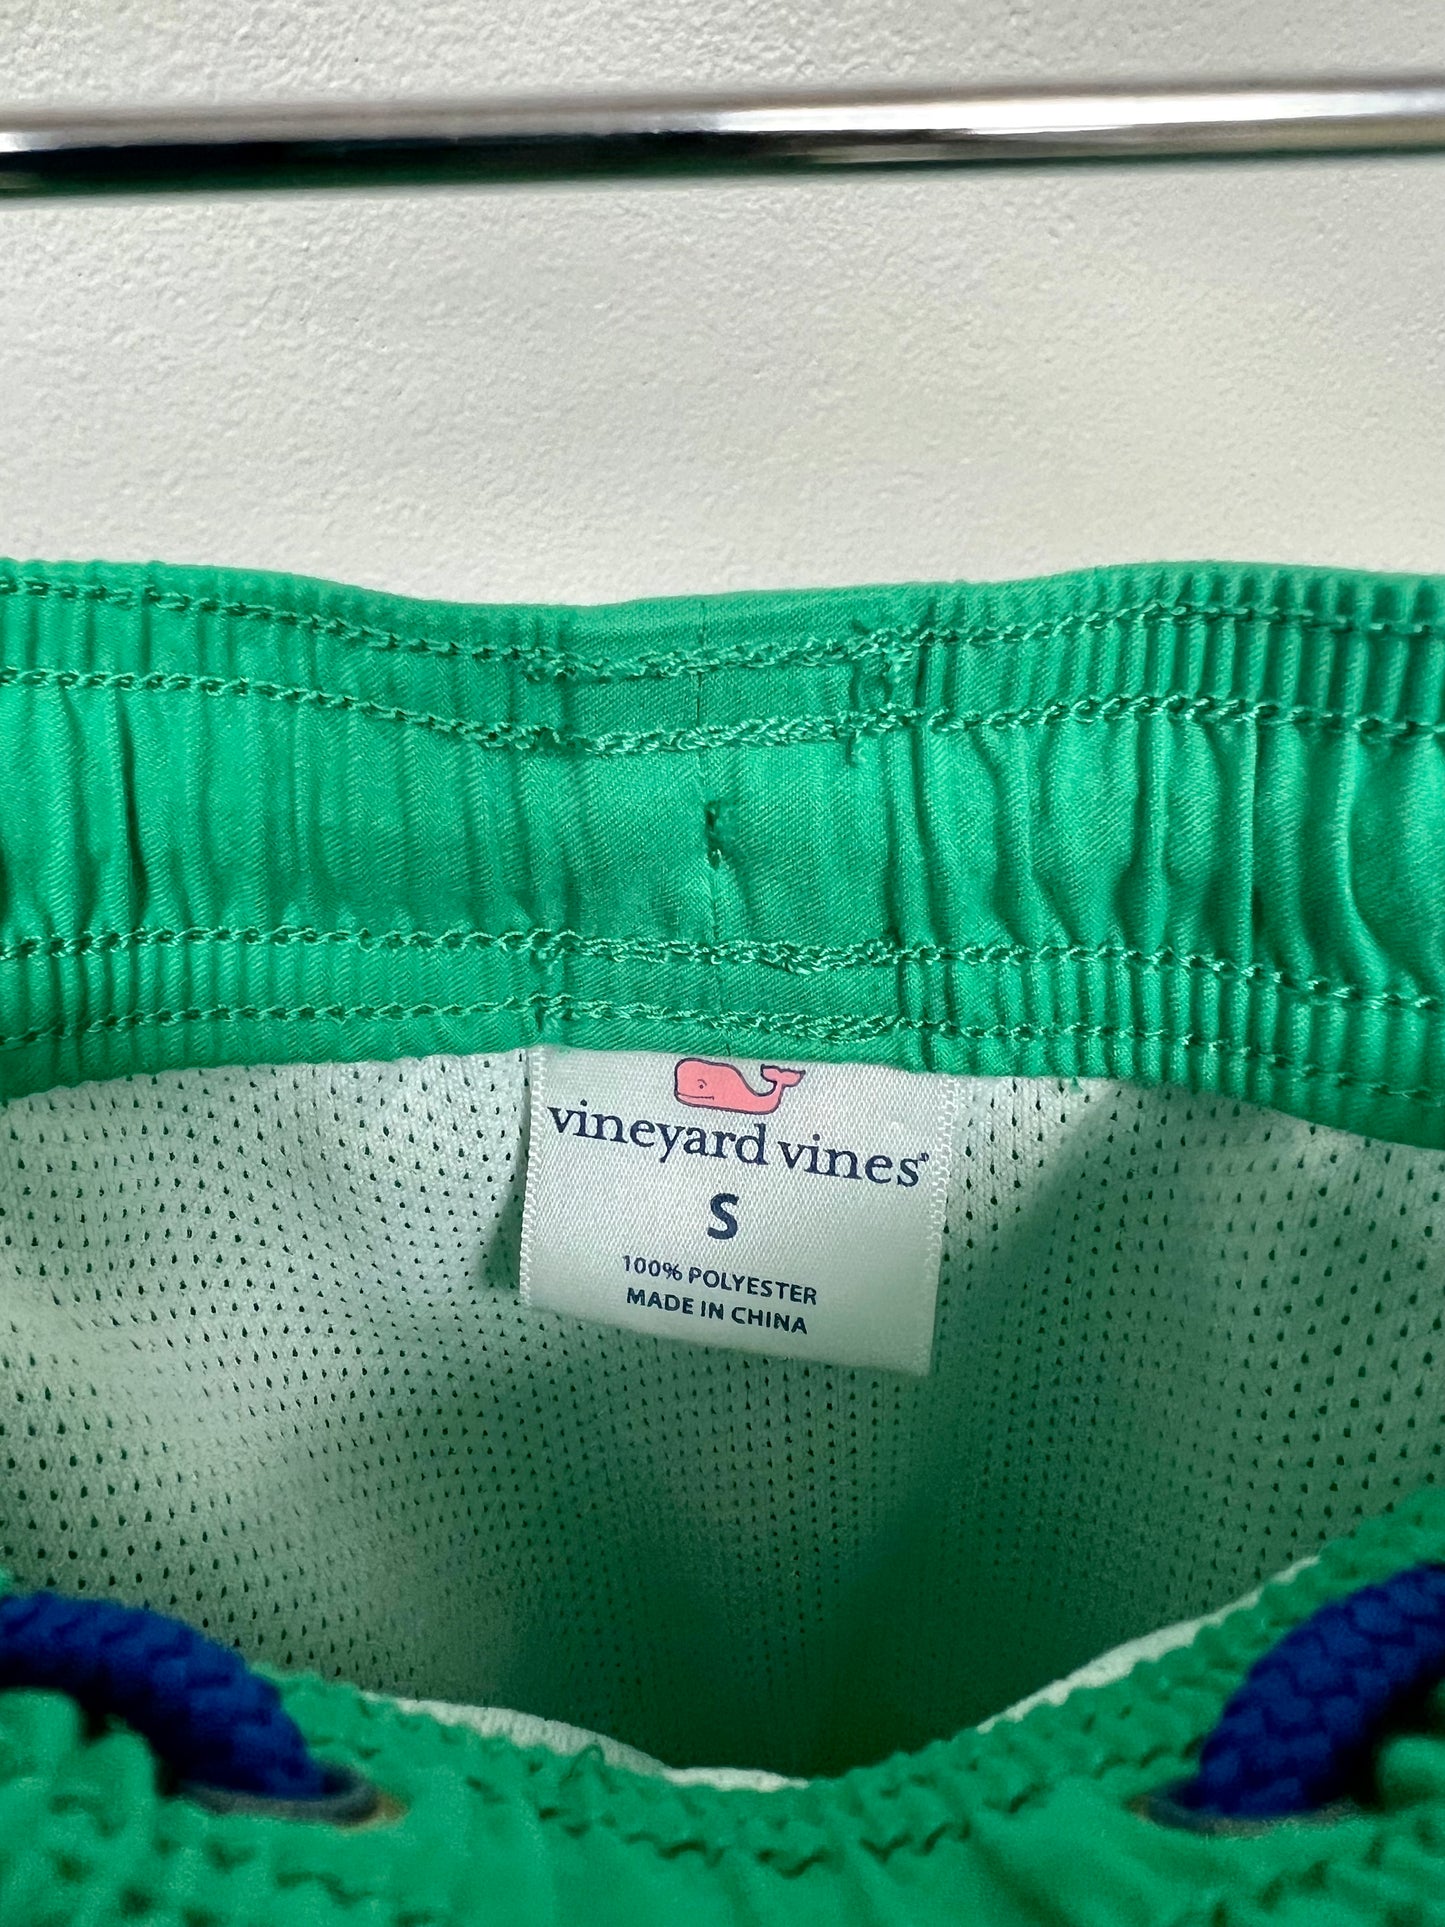 vineyard vines®
S
100% POLYESTER
MADE IN CHINA